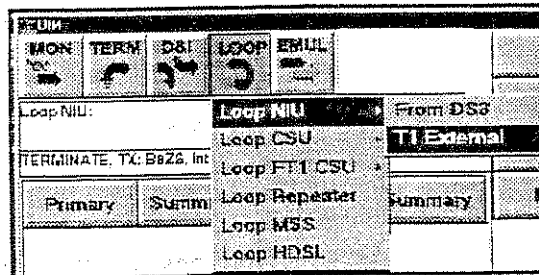 MON TERM D&I LOOP EMUL
Loop NIU:
TERMINATE, TX: B8ZS, Int
Loop NIU
Loop CSU
Loop FT1 CSU
Loop Repeater
Loop MSS
Loop HDSL
From DS3
T1 External
Primary
Summ
Summary